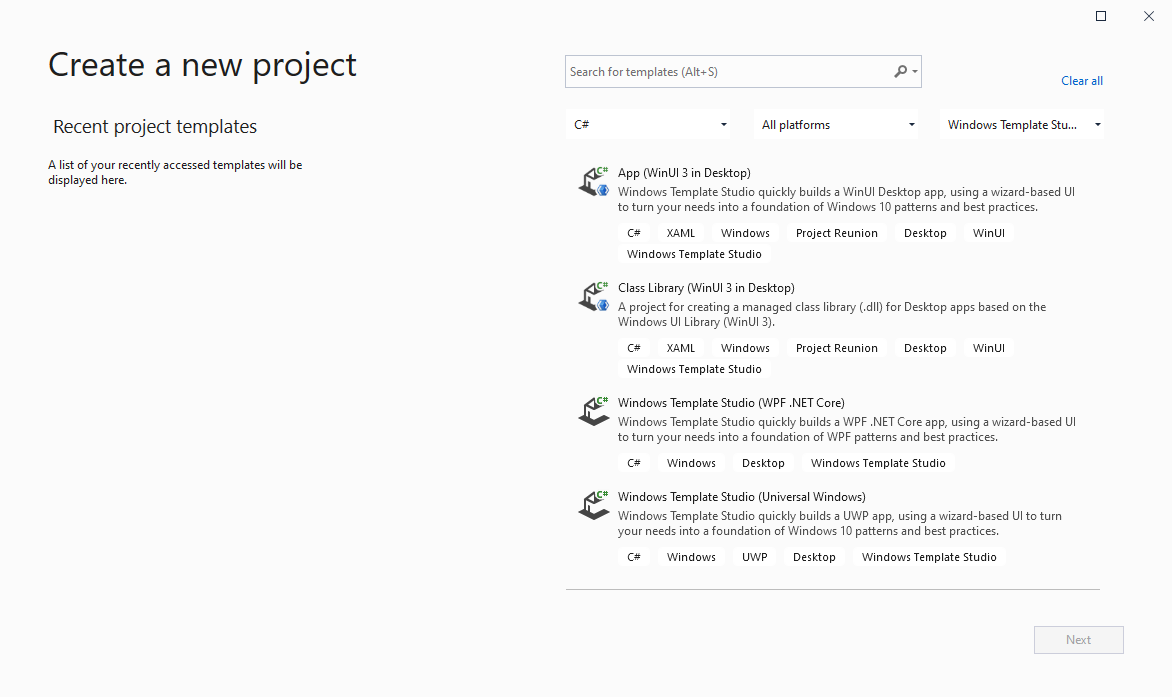 Create a new project
Recent project templates
A list of your recently accessed templates will be
displayed here.
Search for templates (Alt+S)
Clear all
C#
All platforms
Windows Template Stu...
C#
App (WinUI 3 in Desktop)
Windows Template Studio quickly builds a WinUI Desktop app, using a wizard-based UI
to turn your needs into a foundation of Windows 10 patterns and best practices.
C# XAML Windows Project Reunion Desktop WinUI
Windows Template Studio
C#
Class Library (WinUI 3 in Desktop)
A project for creating a managed class library (.dll) for Desktop apps based on the
Windows UI Library (WinUI 3).
C# XAML Windows Project Reunion Desktop WinUI
Windows Template Studio
C#
Windows Template Studio (WPF .NET Core)
Windows Template Studio quickly builds a WPF .NET Core app, using a wizard-based UI
to turn your needs into a foundation of WPF patterns and best practices.
C# Windows Desktop Windows Template Studio
C#
Windows Template Studio (Universal Windows)
Windows Template Studio quickly builds a UWP app, using a wizard-based UI to turn
your needs into a foundation of Windows 10 patterns and best practices.
C# Windows UWP Desktop Windows Template Studio
Next